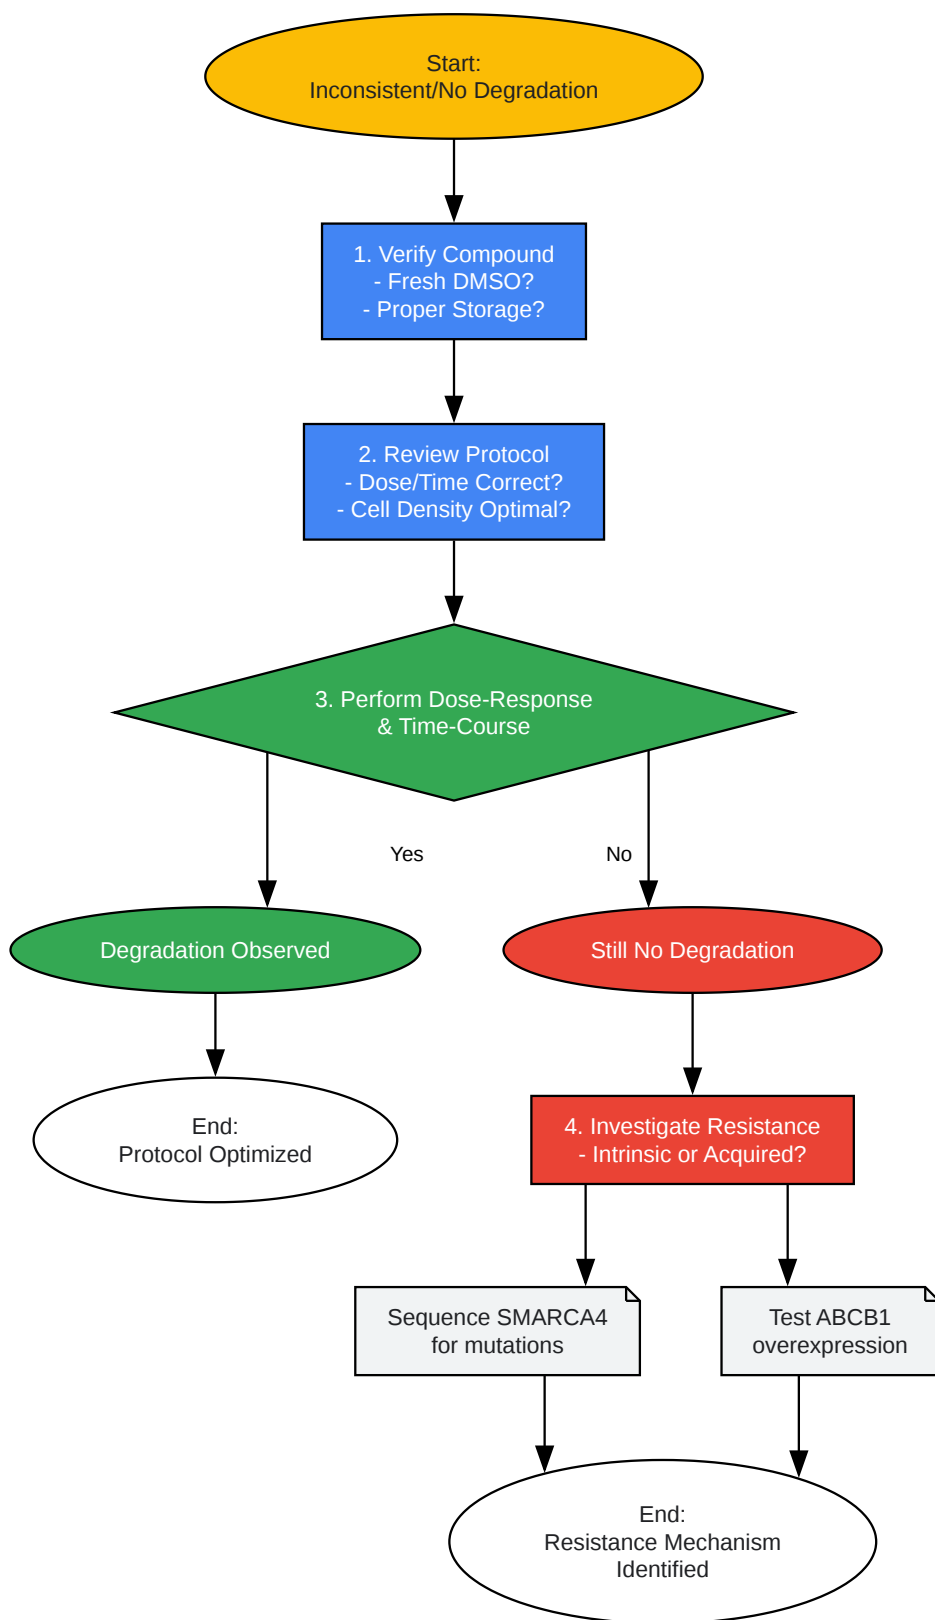 Start:
Inconsistent/No Degradation
1. Verify Compound
- Fresh DMSO?
- Proper Storage?
2. Review Protocol
- Dose/Time Correct?
- Cell Density Optimal?
3. Perform Dose-Response
& Time-Course
Yes
No
Degradation Observed
Still No Degradation
End:
Protocol Optimized
4. Investigate Resistance
- Intrinsic or Acquired?
Sequence SMARCA4
for mutations
Test ABCB1
overexpression
End:
Resistance Mechanism
Identified